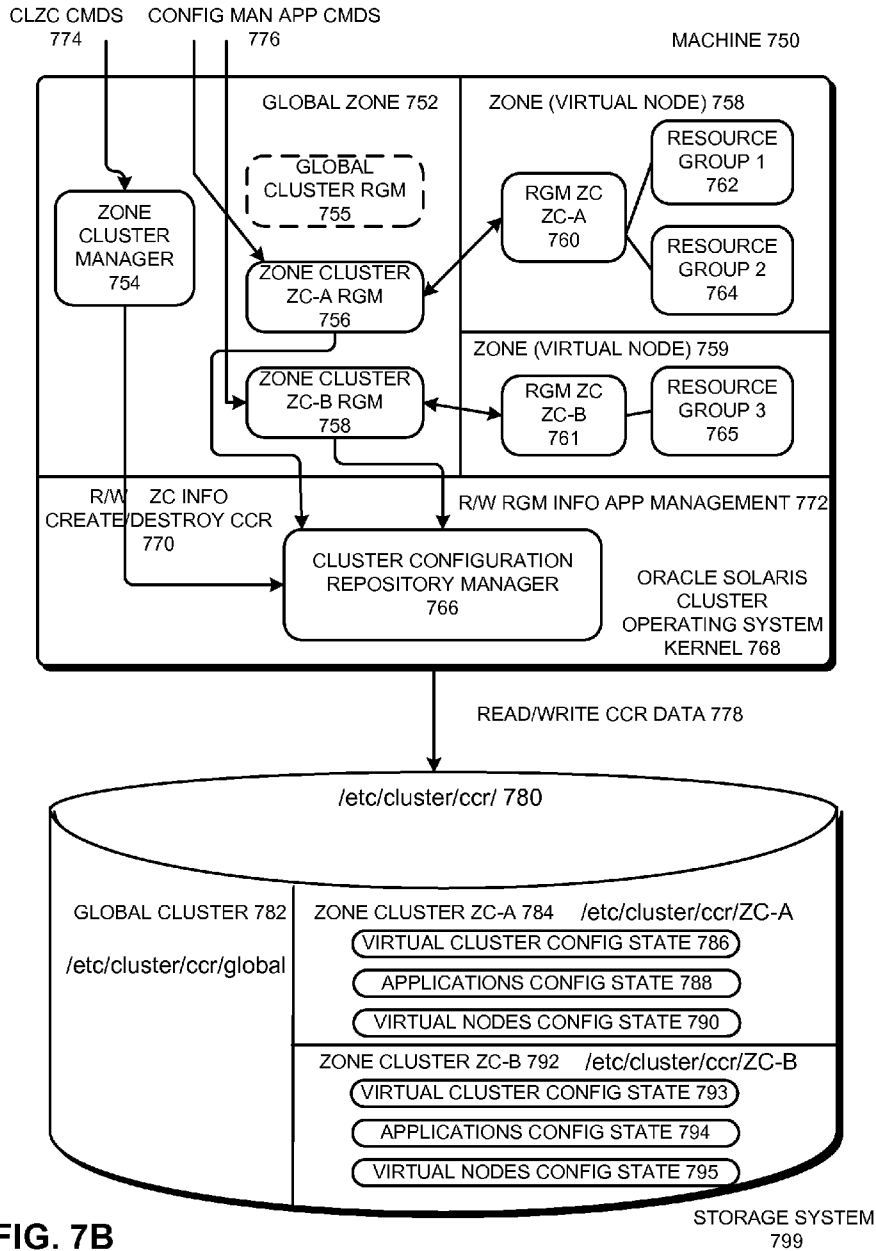 CLZC CMDS
774
CONFIG MAN APP CMDS
776
MACHINE 750
GLOBAL ZONE 752
GLOBAL
CLUSTER RGM
755
ZONE
CLUSTER
MANAGER
754
ZONE CLUSTER
ZC-A RGM
756
ZONE CLUSTER
ZC-B RGM
758
ZONE (VIRTUAL NODE) 758
RGM ZC
ZC-A
760
RESOURCE
GROUP 1
762
RESOURCE
GROUP 2
764
ZONE (VIRTUAL NODE) 759
RGM ZC
ZC-B
761
RESOURCE
GROUP 3
765
R/W ZC INFO
CREATE/DESTROY CCR
770
R/W RGM INFO APP MANAGEMENT 772
CLUSTER CONFIGURATION
REPOSITORY MANAGER
766
ORACLE SOLARIS
CLUSTER
OPERATING SYSTEM
KERNEL 768
READ/WRITE CCR DATA 778
/etc/cluster/ccr/ 780
GLOBAL CLUSTER 782
/etc/cluster/ccr/global
ZONE CLUSTER ZC-A 784 /etc/cluster/ccr/ZC-A
VIRTUAL CLUSTER CONFIG STATE 786
APPLICATIONS CONFIG STATE 788
VIRTUAL NODES CONFIG STATE 790
ZONE CLUSTER ZC-B 792 /etc/cluster/ccr/ZC-B
VIRTUAL CLUSTER CONFIG STATE 793
APPLICATIONS CONFIG STATE 794
VIRTUAL NODES CONFIG STATE 795
STORAGE SYSTEM
799
FIG. 7B